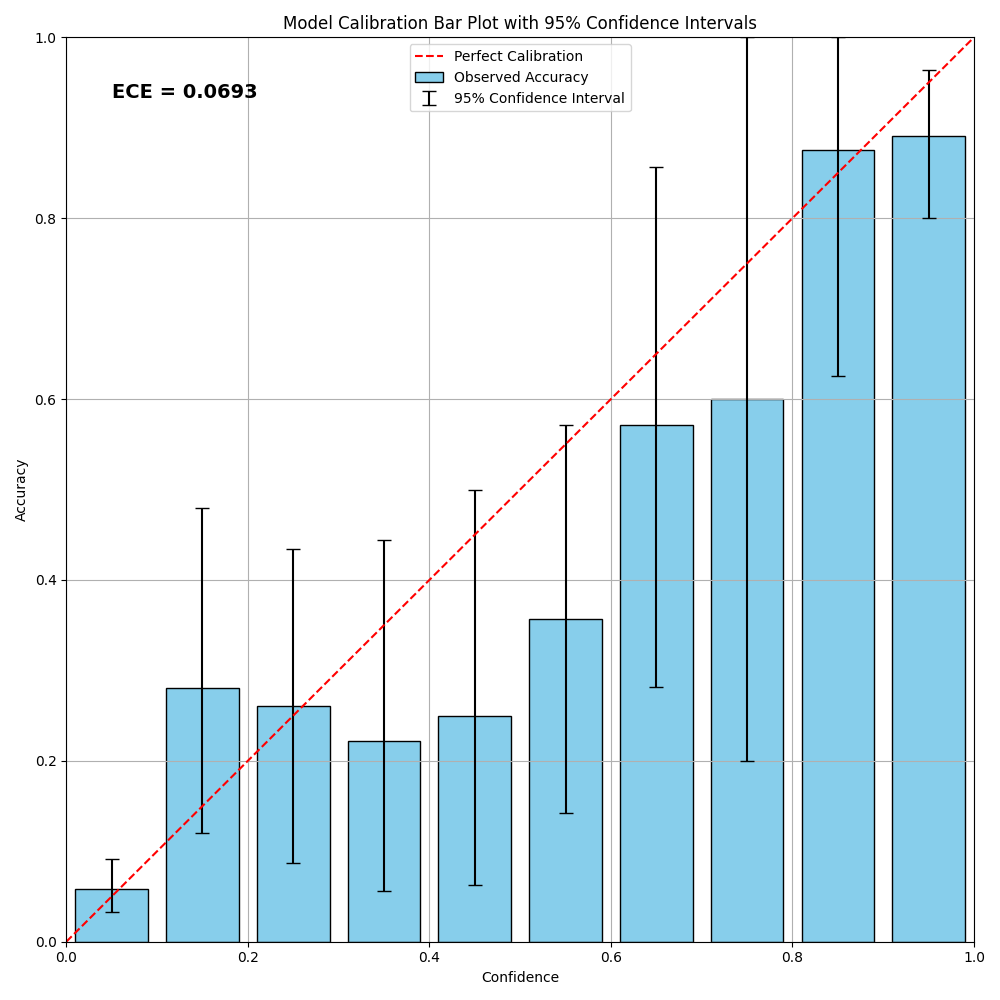 Model Calibration Bar Plot with 95% Confidence Intervals
Perfect Calibration
Observed Accuracy
95% Confidence Interval
ECE = 0.0693
1.0
0.8
0.6
0.4
0.2
0.0
Accuracy
0.0 0.2 0.4 0.6 0.8 1.0
Confidence